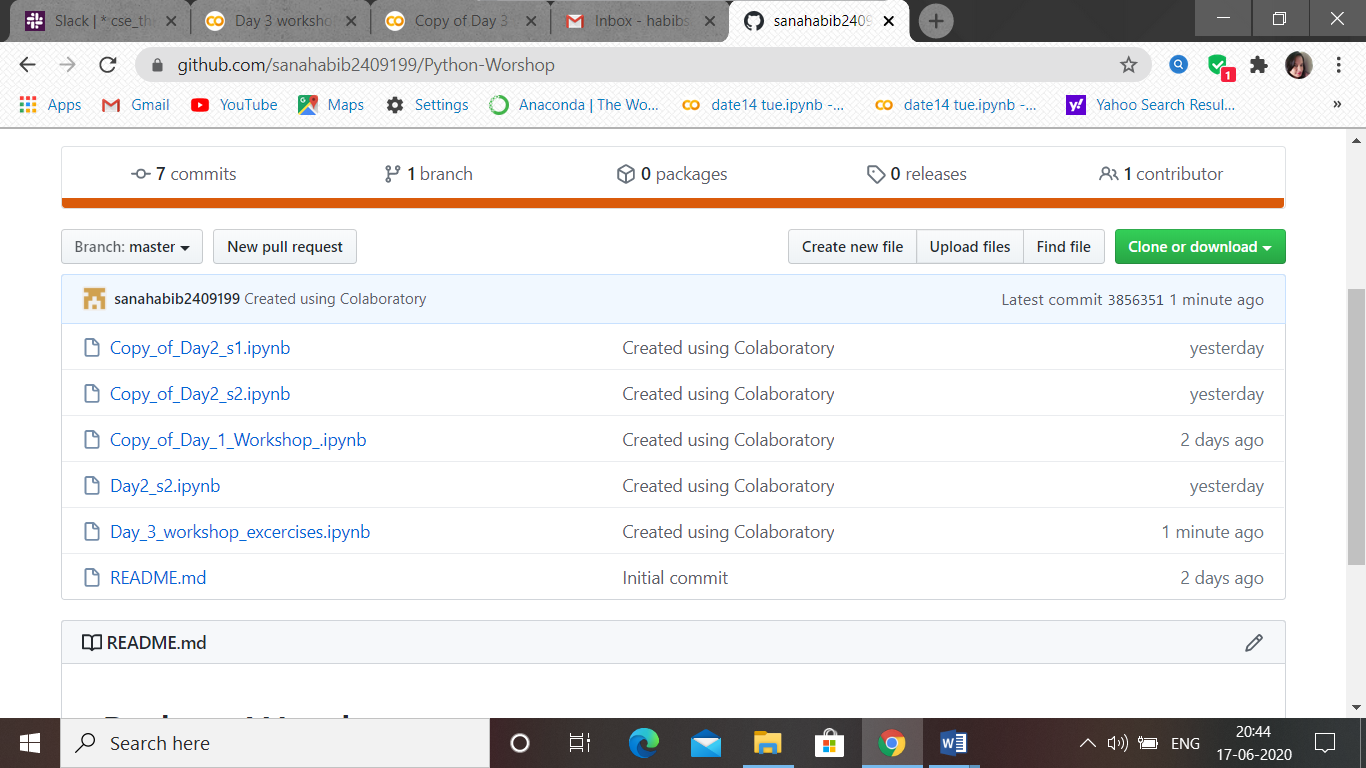 Slack | * cse_th
Day 3 worksho
Copy of Day 3
Inbox - habibs
sanahabib2409
github.com/sanahabib2409199/Python-Worshop
1
Apps
Gmail
YouTube
Maps
Settings
Anaconda | The Wo...
date14 tue.ipynb -...
date14 tue.ipynb -...
Yahoo Search Resul...
»
7 commits
1 branch
0 packages
0 releases
1 contributor
Branch: master
New pull request
Create new file
Upload files
Find file
Clone or download
sanahabib2409199 Created using Colaboratory
Latest commit 3856351 1 minute ago
Copy_of_Day2_s1.ipynb Created using Colaboratory yesterday
Copy_of_Day2_s2.ipynb Created using Colaboratory yesterday
Copy_of_Day_1_Workshop_.ipynb Created using Colaboratory 2 days ago
Day2_s2.ipynb Created using Colaboratory yesterday
Day_3_workshop_excercises.ipynb Created using Colaboratory 1 minute ago
README.md Initial commit 2 days ago
README.md
Search here
ENG
20:44
17-06-2020